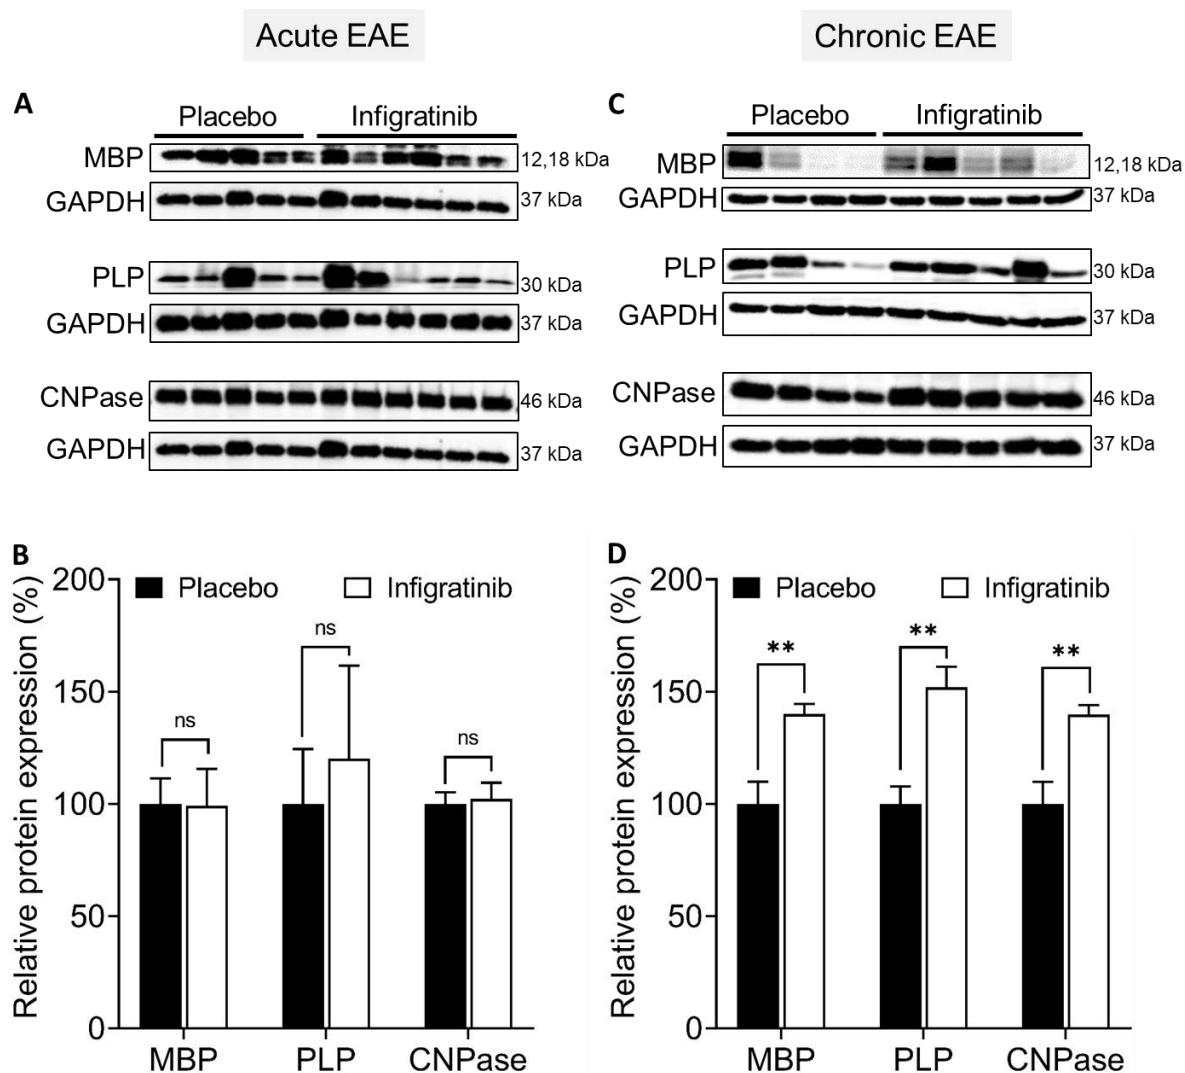 Acute EAE
Chronic EAE
A
Placebo Infigratinib
MBP 12,18 kDa
GAPDH 37 kDa
PLP 30 kDa
GAPDH 37 kDa
CNPase 46 kDa
GAPDH 37 kDa
C
Placebo Infigratinib
MBP 12,18 kDa
GAPDH 37 kDa
PLP 30 kDa
GAPDH 37 kDa
CNPase 46 kDa
GAPDH 37 kDa
B
Relative protein expression (%)
200
150
100
50
0
Placebo Infigratinib
ns
ns
ns
MBP PLP CNPase
D
Relative protein expression (%)
200
150
100
50
0
Placebo Infigratinib
**
**
**
MBP PLP CNPase